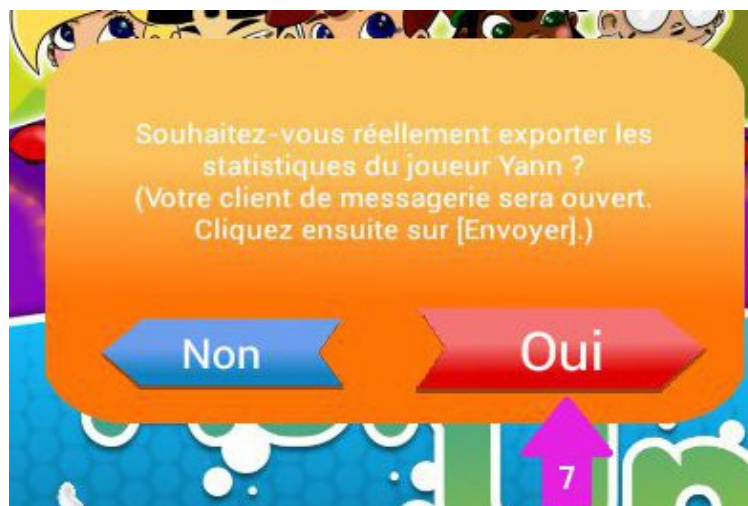 Souhaitez-vous réellement exporter les
statistiques du joueur Yann ?
(Votre client de messagerie sera ouvert.
Cliquez ensuite sur [Envoyer].)
Non
Oui
7